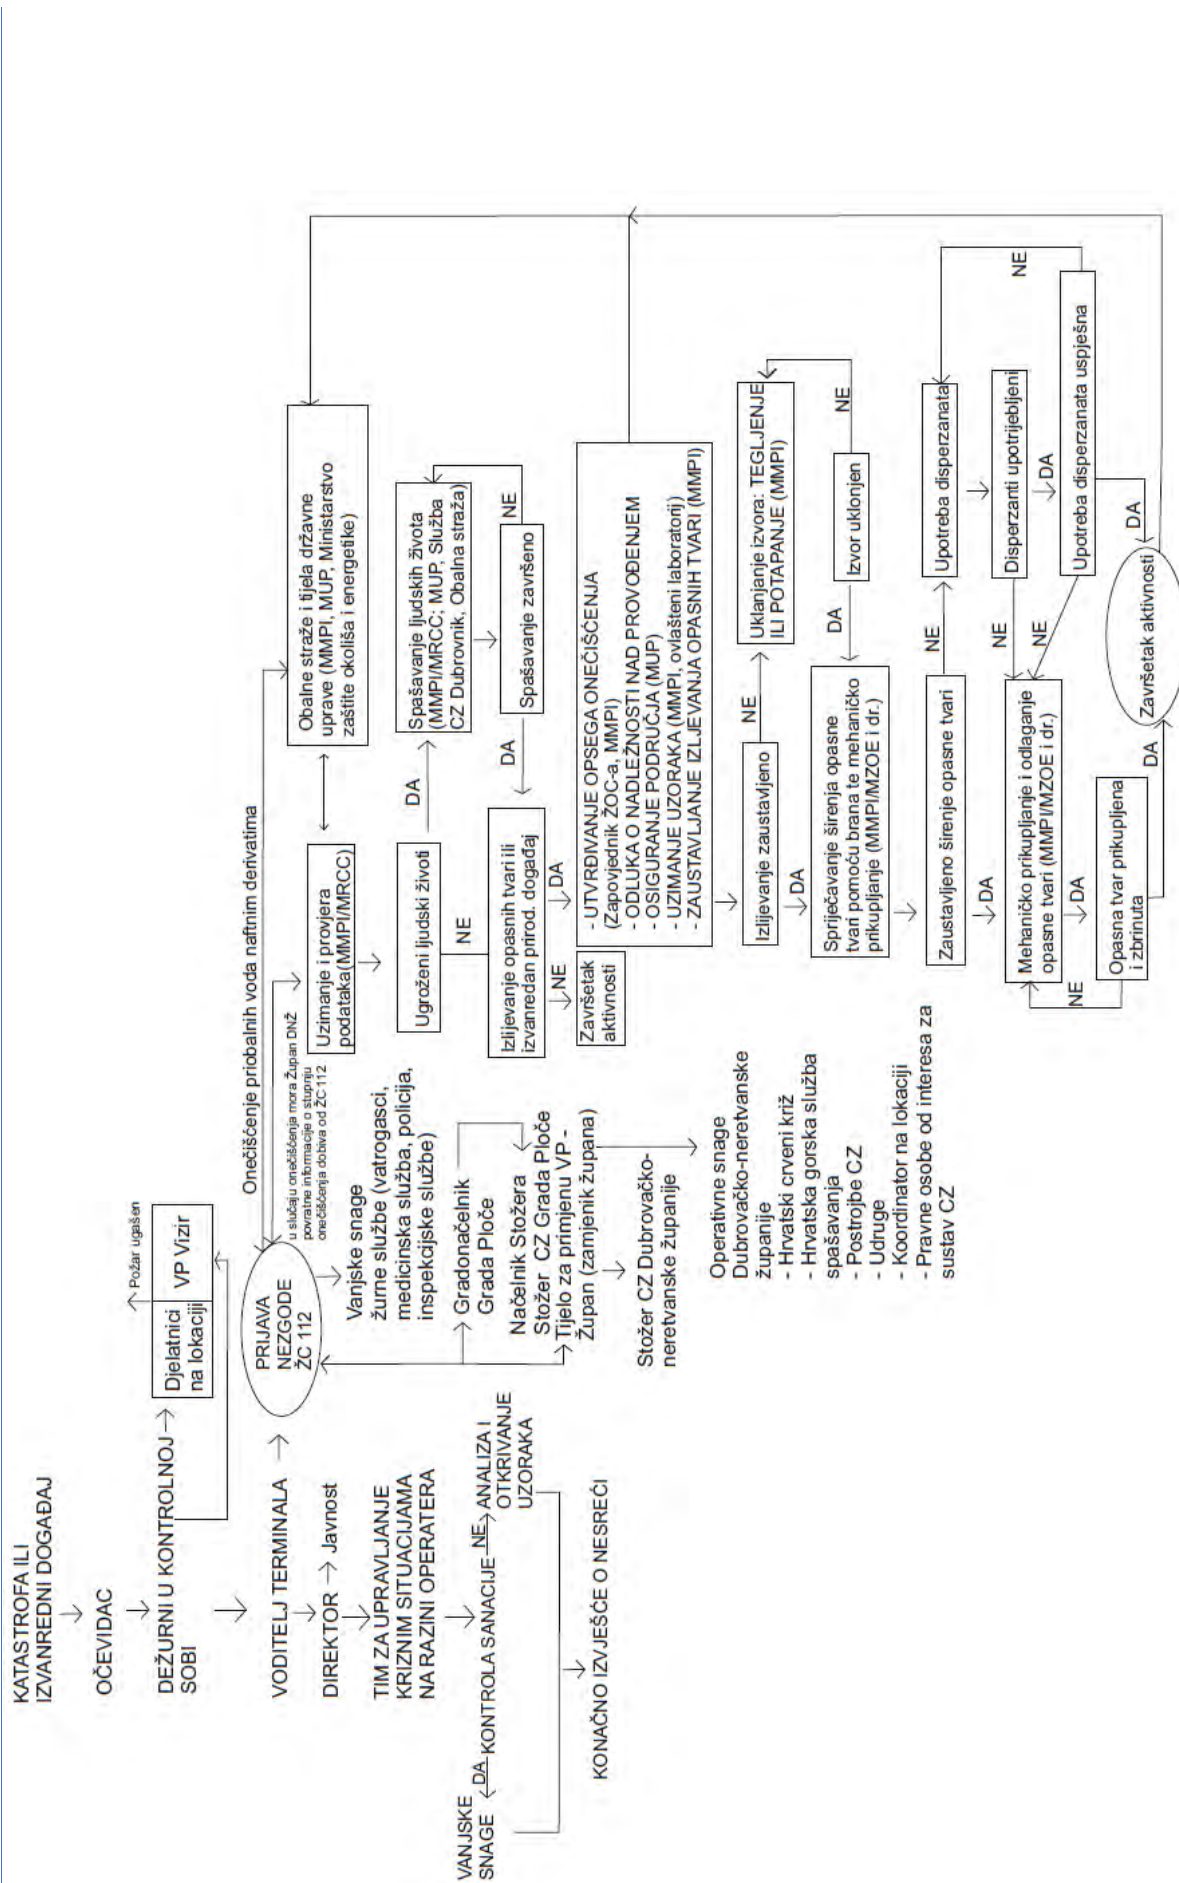 KATASTROFA ILI
IZVANREDNI DOGAĐAJ
OČEVIDAC
DEŽURNI U KONTROLNOJ
SOBI
Djelatnici
na lokaciji
VP Vizir
Požar ugašen
VODITELJ TERMINALA
DIREKTOR
Javnost
TIM ZA UPRAVLJANJE
KRIZNIM SITUACIJAMA
NA RAZINI OPERATERA
VANJSKE
SNAGE
DA
KONTROLA SANACIJE
NE
ANALIZA I
OTKRIVANJE
UZORAKA
KONAČNO IZVJEŠĆE O NESREĆI
PRIJAVA
NEZGODE
ŽC 112
Onečišćenje priobalnih voda naftnim derivatima
u slučaju onečišćenja mora Župan DNŽ
povratne informacije o stupnju
onečišćenja dobiva od ŽC 112
Vanjske snage
žurne službe (vatrogasci,
medicinska služba, policija,
inspekcijske službe)
Gradonačelnik
Grada Ploče
Načelnik Stožera
Stožer CZ Grada Ploče
Tijelo za primjenu VP -
Župan (zamjenik župana)
Stožer CZ Dubrovačko-
neretvanske županije
Operativne snage
Dubrovačko-neretvanske
županije
- Hrvatski crveni križ
- Hrvatska gorska služba
spašavanja
- Postrojbe CZ
- Udruge
- Koordinator na lokaciji
- Pravne osobe od interesa za
sustav CZ
Obalne straže i tijela državne
uprave (MMPI, MUP, Ministarstvo
zaštite okoliša i energetike)
Uzimanje i provjera
podataka(MMPI/MRCC)
Ugroženi ljudski životi
DA
Spašavanje ljudskih života
(MMPI/MRCC; MUP, Služba
CZ Dubrovnik, Obalna straža)
NE
Spašavanje završeno
DA
NE
Izlijevanje opasnih tvari ili
izvanredan prirod. događaj
NE
Završetak
aktivnosti
DA
- UTVRĐIVANJE OPSEGA ONEČIŠĆENJA
(Zapovjednik ŽOC-a, MMPI)
- ODLUKA O NADLEŽNOSTI NAD PROVOĐENJEM
- OSIGURANJE PODRUČJA (MUP)
- UZIMANJE UZORAKA (MMPI, ovlašteni laboratorij)
- ZAUSTAVLJANJE IZLJEVANJA OPASNIH TVARI (MMPI)
Izlijevanje zaustavljeno
NE
Uklanjanje izvora: TEGLJENJE
ILI POTAPANJE (MMPI)
NE
Izvor uklonjen
DA
DA
Spriječavanje širenja opasne
tvari pomoću brana te mehaničko
prikupljanje (MMPI/MZOE i dr.)
Zaustavljeno širenje opasne tvari
NE
Upotreba disperzanata
Disperzanti upotrijebljeni
DA
NE
Upotreba disperzanata uspješna
NE
NE
DA
DA
Mehaničko prikupljanje i odlaganje
opasne tvari (MMPI/MZOE i dr.)
DA
NE
Opasna tvar prikupljena
i izbrinuta
DA
Završetak aktivnosti